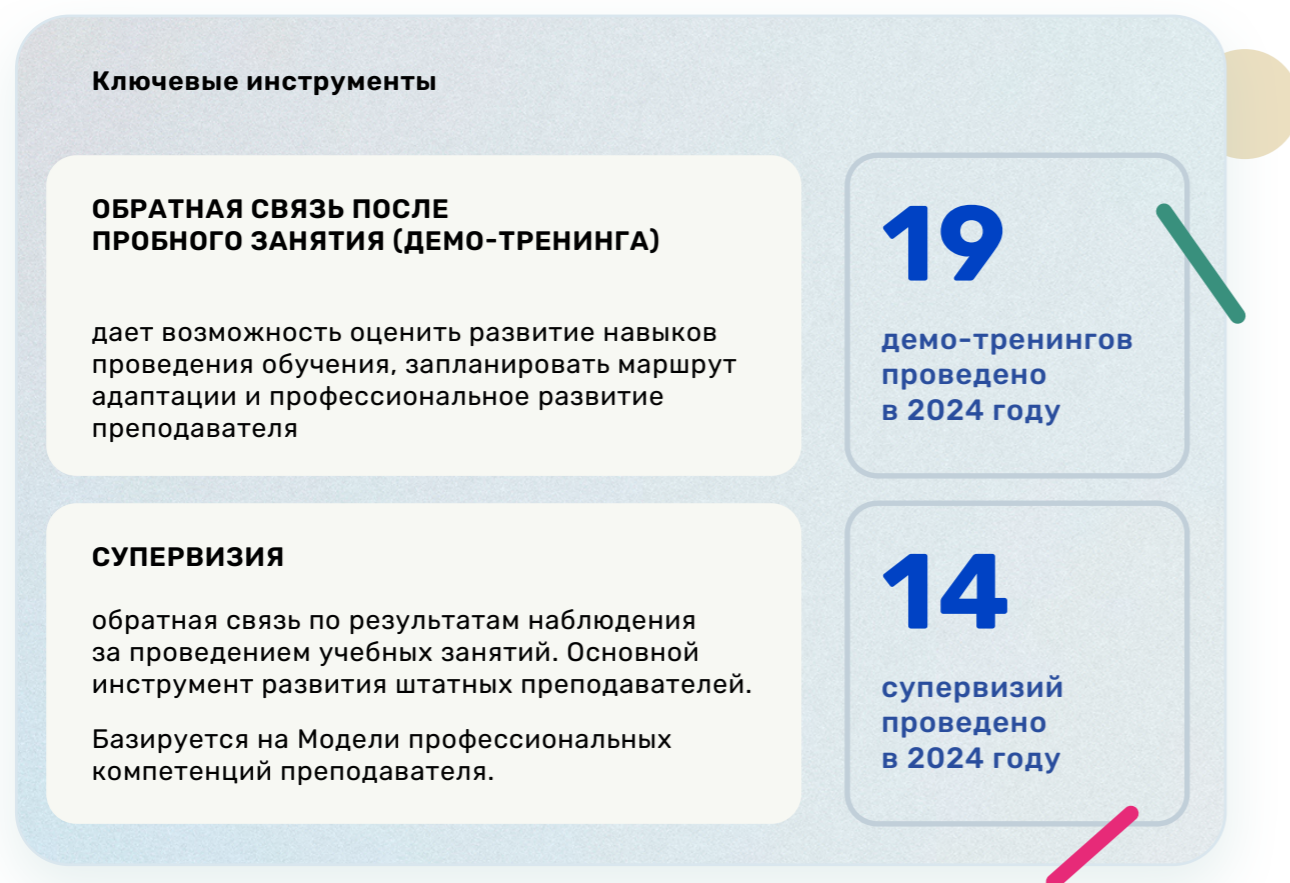 Ключевые инструменты
ОБРАТНАЯ СВЯЗЬ ПОСЛЕ
ПРОБНОГО ЗАНЯТИЯ (ДЕМО-ТРЕНИНГА)
дает возможность оценить развитие навыков
проведения обучения, запланировать маршрут
адаптации и профессиональное развитие
преподавателя
19
демо-тренингов
проведено
в 2024 году
СУПЕРВИЗИЯ
обратная связь по результатам наблюдения
за проведением учебных занятий. Основной
инструмент развития штатных преподавателей.
Базируется на Модели профессиональных
компетенций преподавателя.
14
супервизий
проведено
в 2024 году